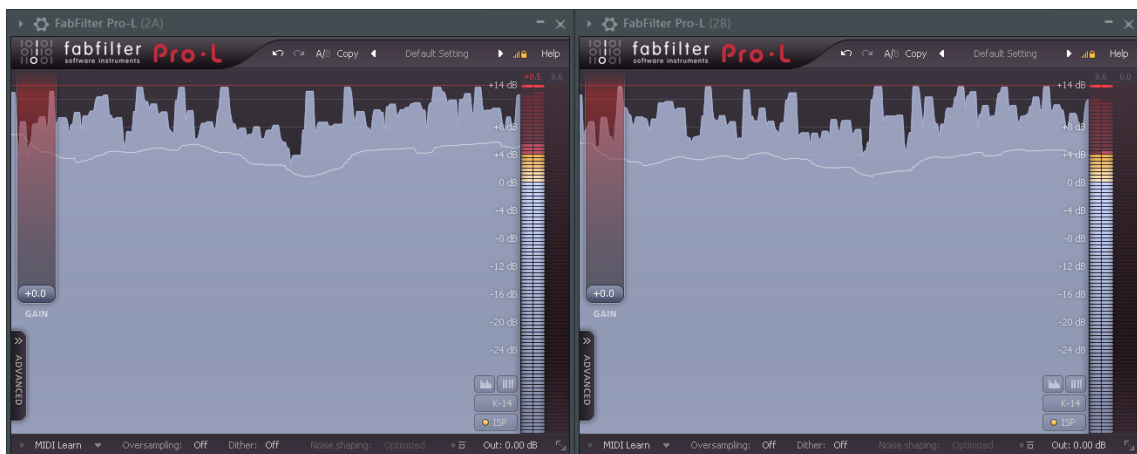 FabFilter Pro-L (2A)
fabfilter
software instruments
Pro·L
A/B Copy
Default Setting
Help
+0.5 0.0
+14 dB
+8 dB
+4 dB
0 dB
-4 dB
-8 dB
-12 dB
-16 dB
-20 dB
-24 dB
+0.0
GAIN
ADVANCED
K-14
ISP
MIDI Learn Oversampling: Off Dither: Off Noise shaping: Optimized Out: 0.00 dB
FabFilter Pro-L (2B)
fabfilter
software instruments
Pro·L
A/B Copy
Default Setting
Help
0.0 0.0
+14 dB
+8 dB
+4 dB
0 dB
-4 dB
-8 dB
-12 dB
-16 dB
-20 dB
-24 dB
+0.0
GAIN
ADVANCED
K-14
ISP
MIDI Learn Oversampling: Off Dither: Off Noise shaping: Optimized Out: 0.00 dB